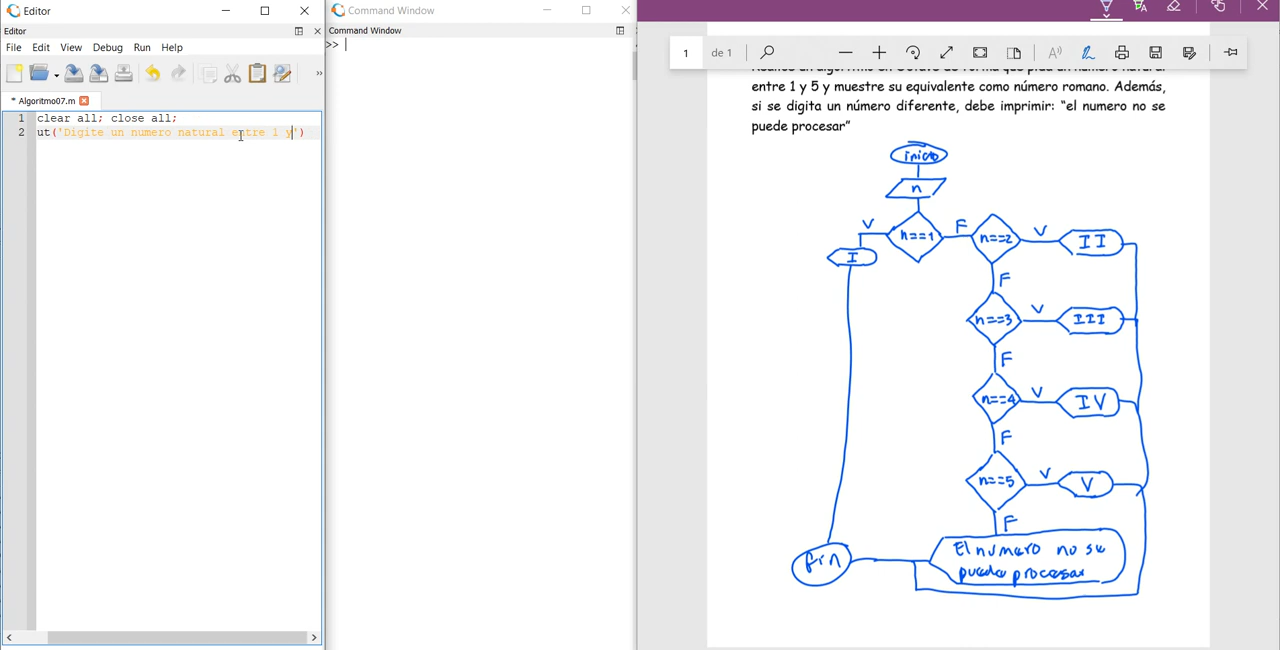 Editor
Command Window
Editor
Command Window
File Edit View Debug Run Help
>>
1 de 1
* Algoritmo07.m
1 clear all; close all;
2 ut('Digite un numero natural entre 1 y')
entre 1 y 5 y muestre su equivalente como número romano. Además,
si se digita un número diferente, debe imprimir: “el numero no se
puede procesar”
inicio
n
V n==1 F n==2 V II
I
F
n==3 V III
F
n==4 V IV
F
n==5 V V
F
fin
El numero no se
puede procesar